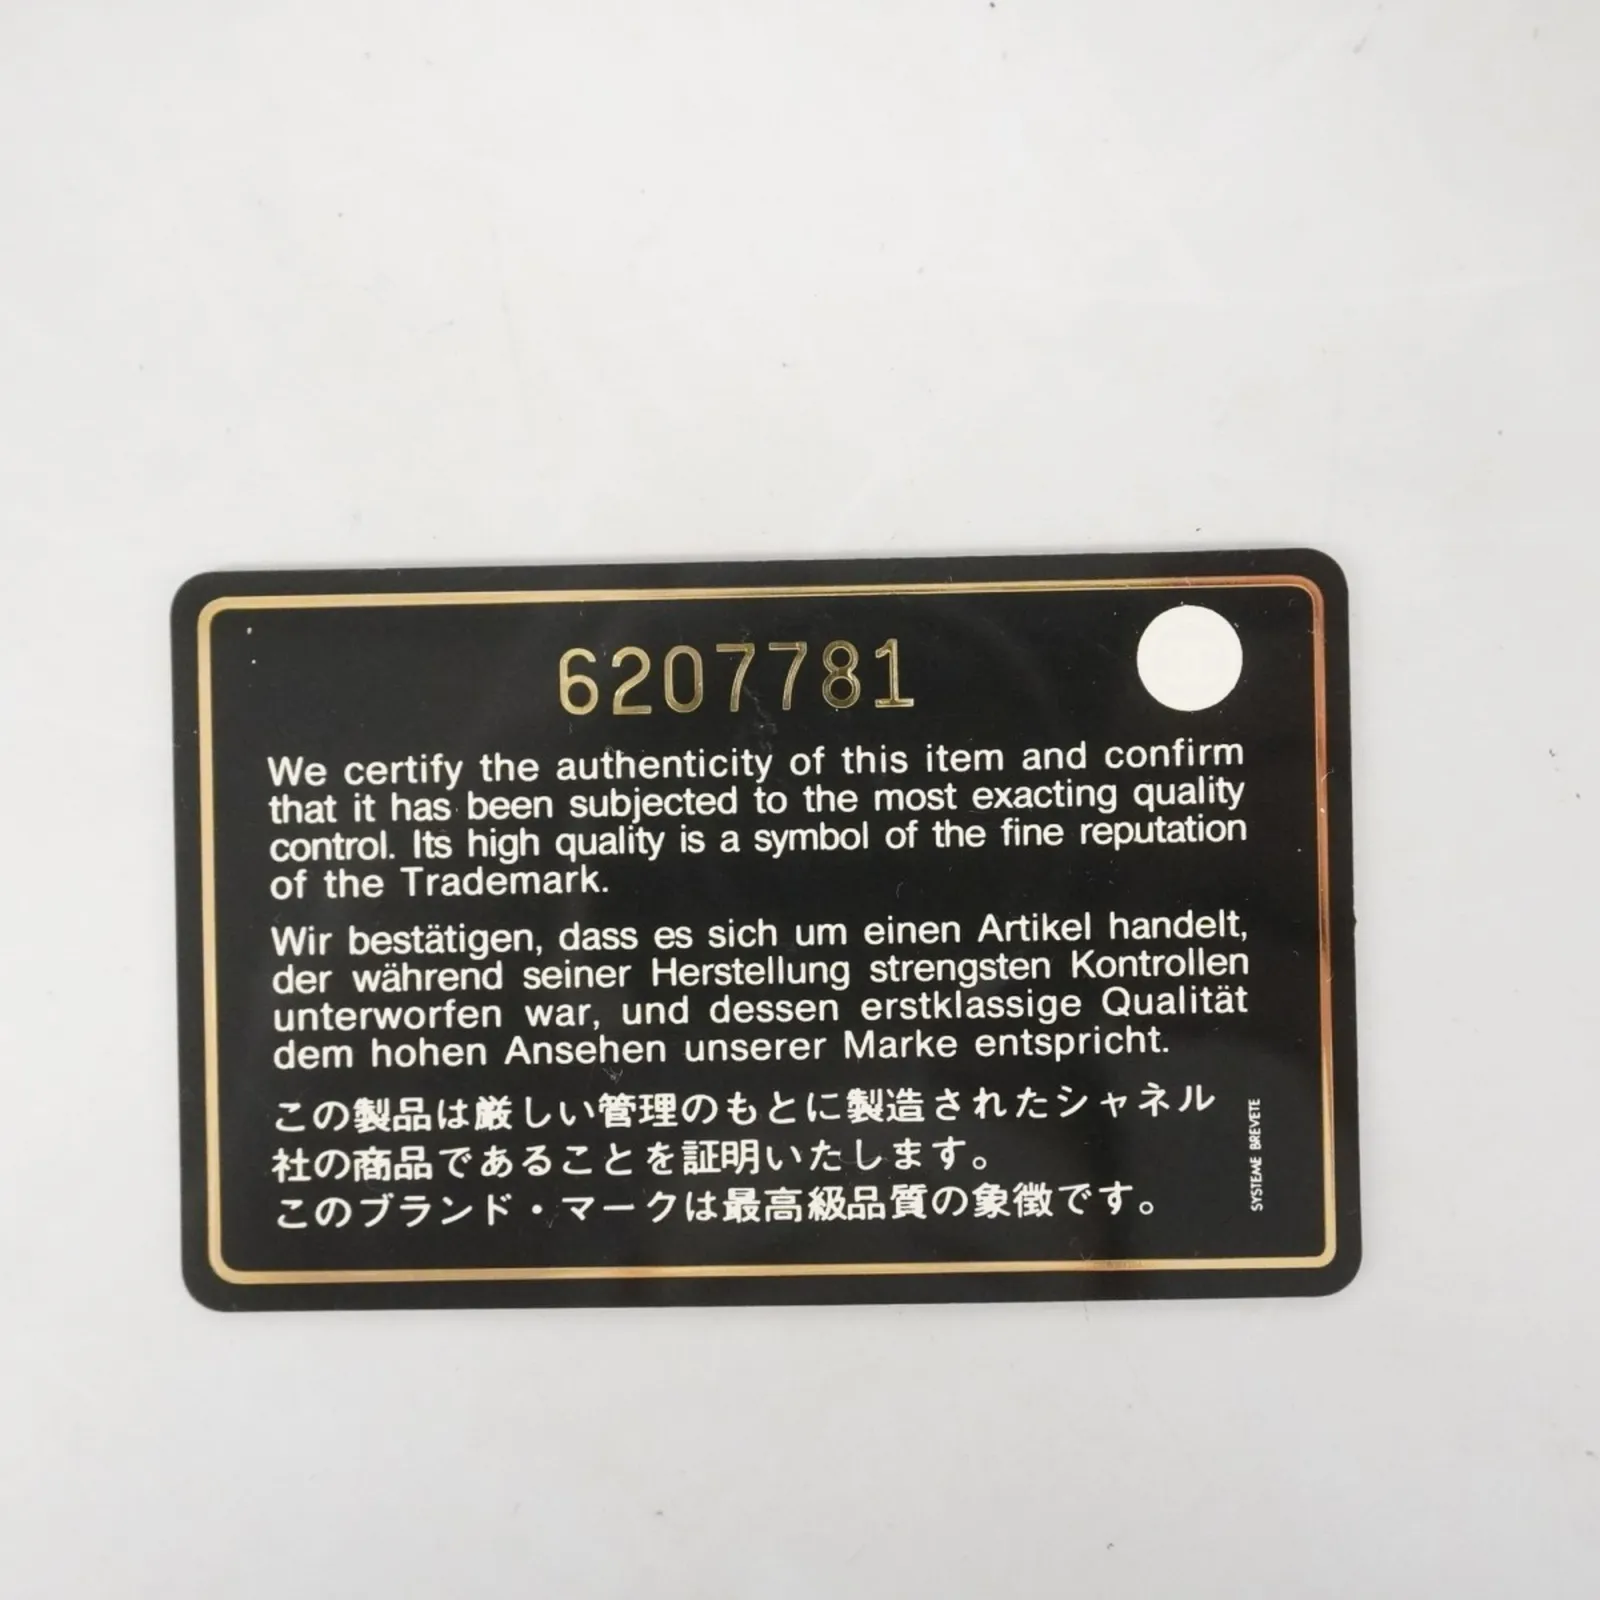 6207781
We certify the authenticity of this item and confirm
that it has been subjected to the most exacting quality
control. Its high quality is a symbol of the fine reputation
of the Trademark.
Wir bestätigen, dass es sich um einen Artikel handelt,
der während seiner Herstellung strengsten Kontrollen
unterworfen war, und dessen erstklassige Qualität
dem hohen Ansehen unserer Marke entspricht.
この製品は厳しい管理のもとに製造されたシャネル
社の商品であることを証明いたします。
このブランド・マークは最高級品質の象徴です。
SYSTEME BREVETE